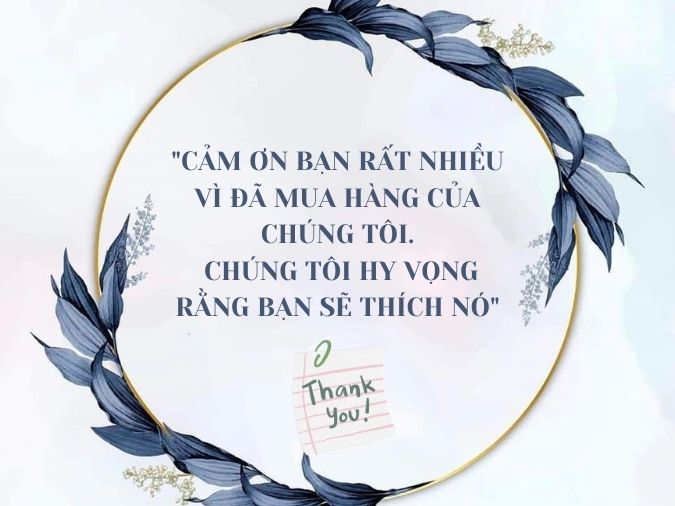 "CẢM ƠN BẠN RẤT NHIỀU
VÌ ĐÃ MUA HÀNG CỦA
CHÚNG TÔI.
CHÚNG TÔI HY VỌNG
RẰNG BẠN SẼ THÍCH NÓ"
Thank
You!